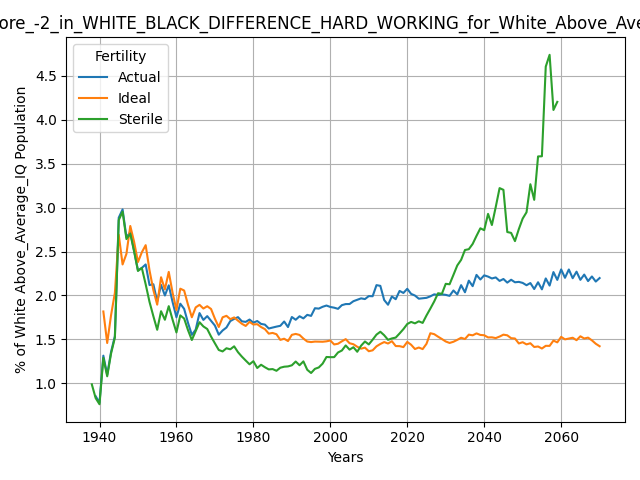 ore_-2_in_WHITE_BLACK_DIFFERENCE_HARD_WORKING_for_White_Above_Ave
Fertility
Actual
Ideal
Sterile
% of White Above_Average_IQ Population
4.5
4.0
3.5
3.0
2.5
2.0
1.5
1.0
1940
1960
1980
2000
2020
2040
2060
Years